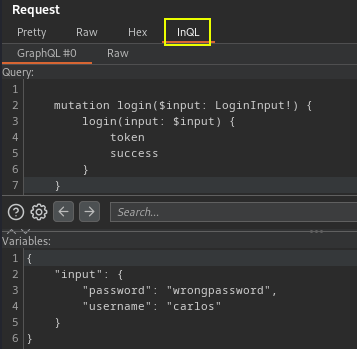 Request
Pretty Raw Hex InQL
GraphQL #0 Raw
Query:
1
2 mutation login($input: LoginInput!) {
3 login(input: $input) {
4 token
5 success
6 }
7 }
Search...
Variables:
1 {
2 "input": {
3 "password": "wrongpassword",
4 "username": "carlos"
5 }
6 }